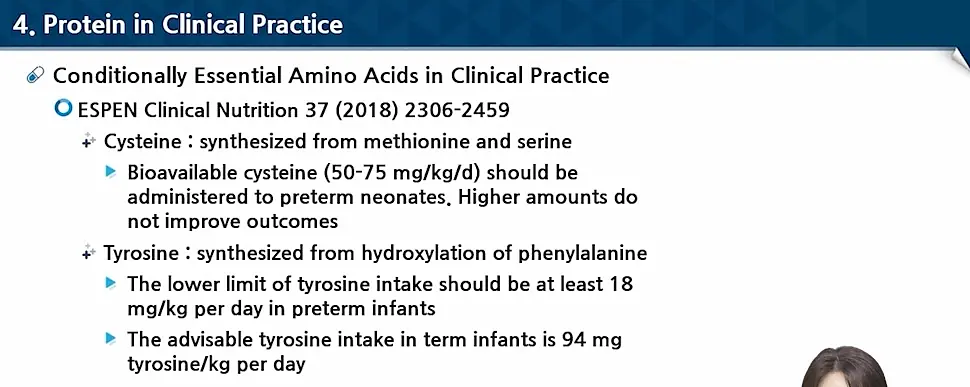 4. Protein in Clinical Practice
Conditionally Essential Amino Acids in Clinical Practice
ESPEN Clinical Nutrition 37 (2018) 2306-2459
Cysteine : synthesized from methionine and serine
Bioavailable cysteine (50-75 mg/kg/d) should be
administered to preterm neonates. Higher amounts do
not improve outcomes
Tyrosine : synthesized from hydroxylation of phenylalanine
The lower limit of tyrosine intake should be at least 18
mg/kg per day in preterm infants
The advisable tyrosine intake in term infants is 94 mg
tyrosine/kg per day